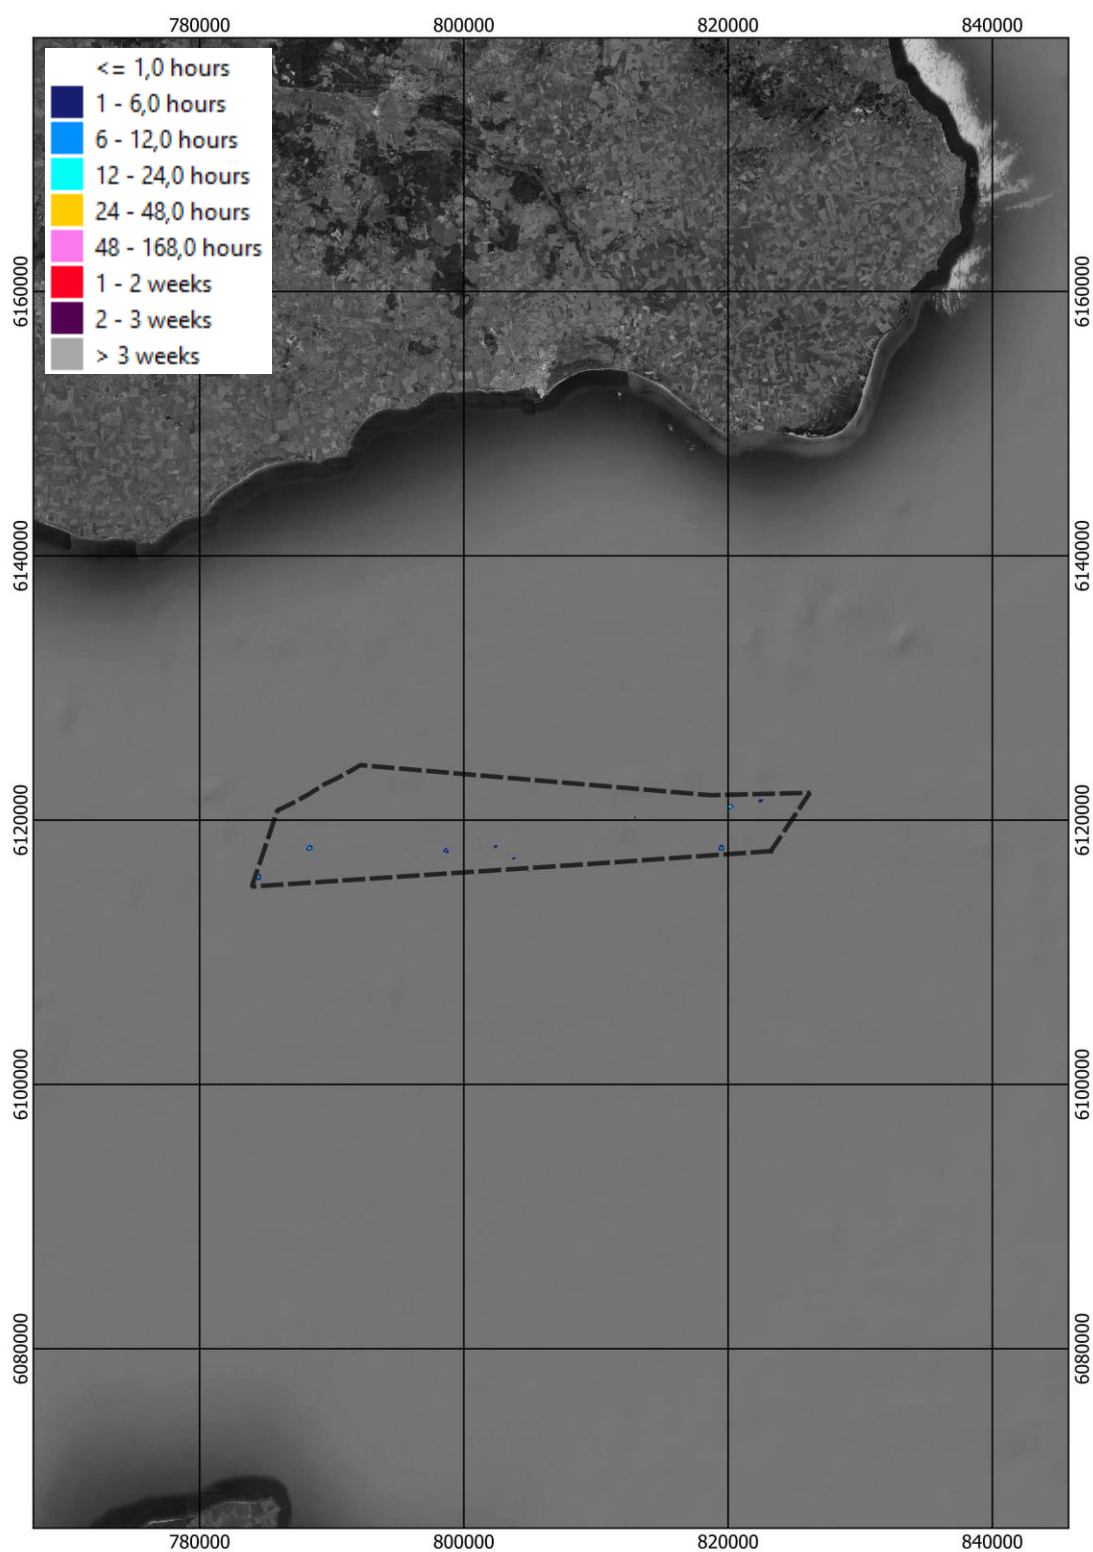 780000 800000 820000 840000
<= 1,0 hours
1 - 6,0 hours
6 - 12,0 hours
12 - 24,0 hours
24 - 48,0 hours
48 - 168,0 hours
1 - 2 weeks
2 - 3 weeks
> 3 weeks
6160000 6160000
6140000 6140000
6120000 6120000
6100000 6100000
6080000 6080000
780000 800000 820000 840000